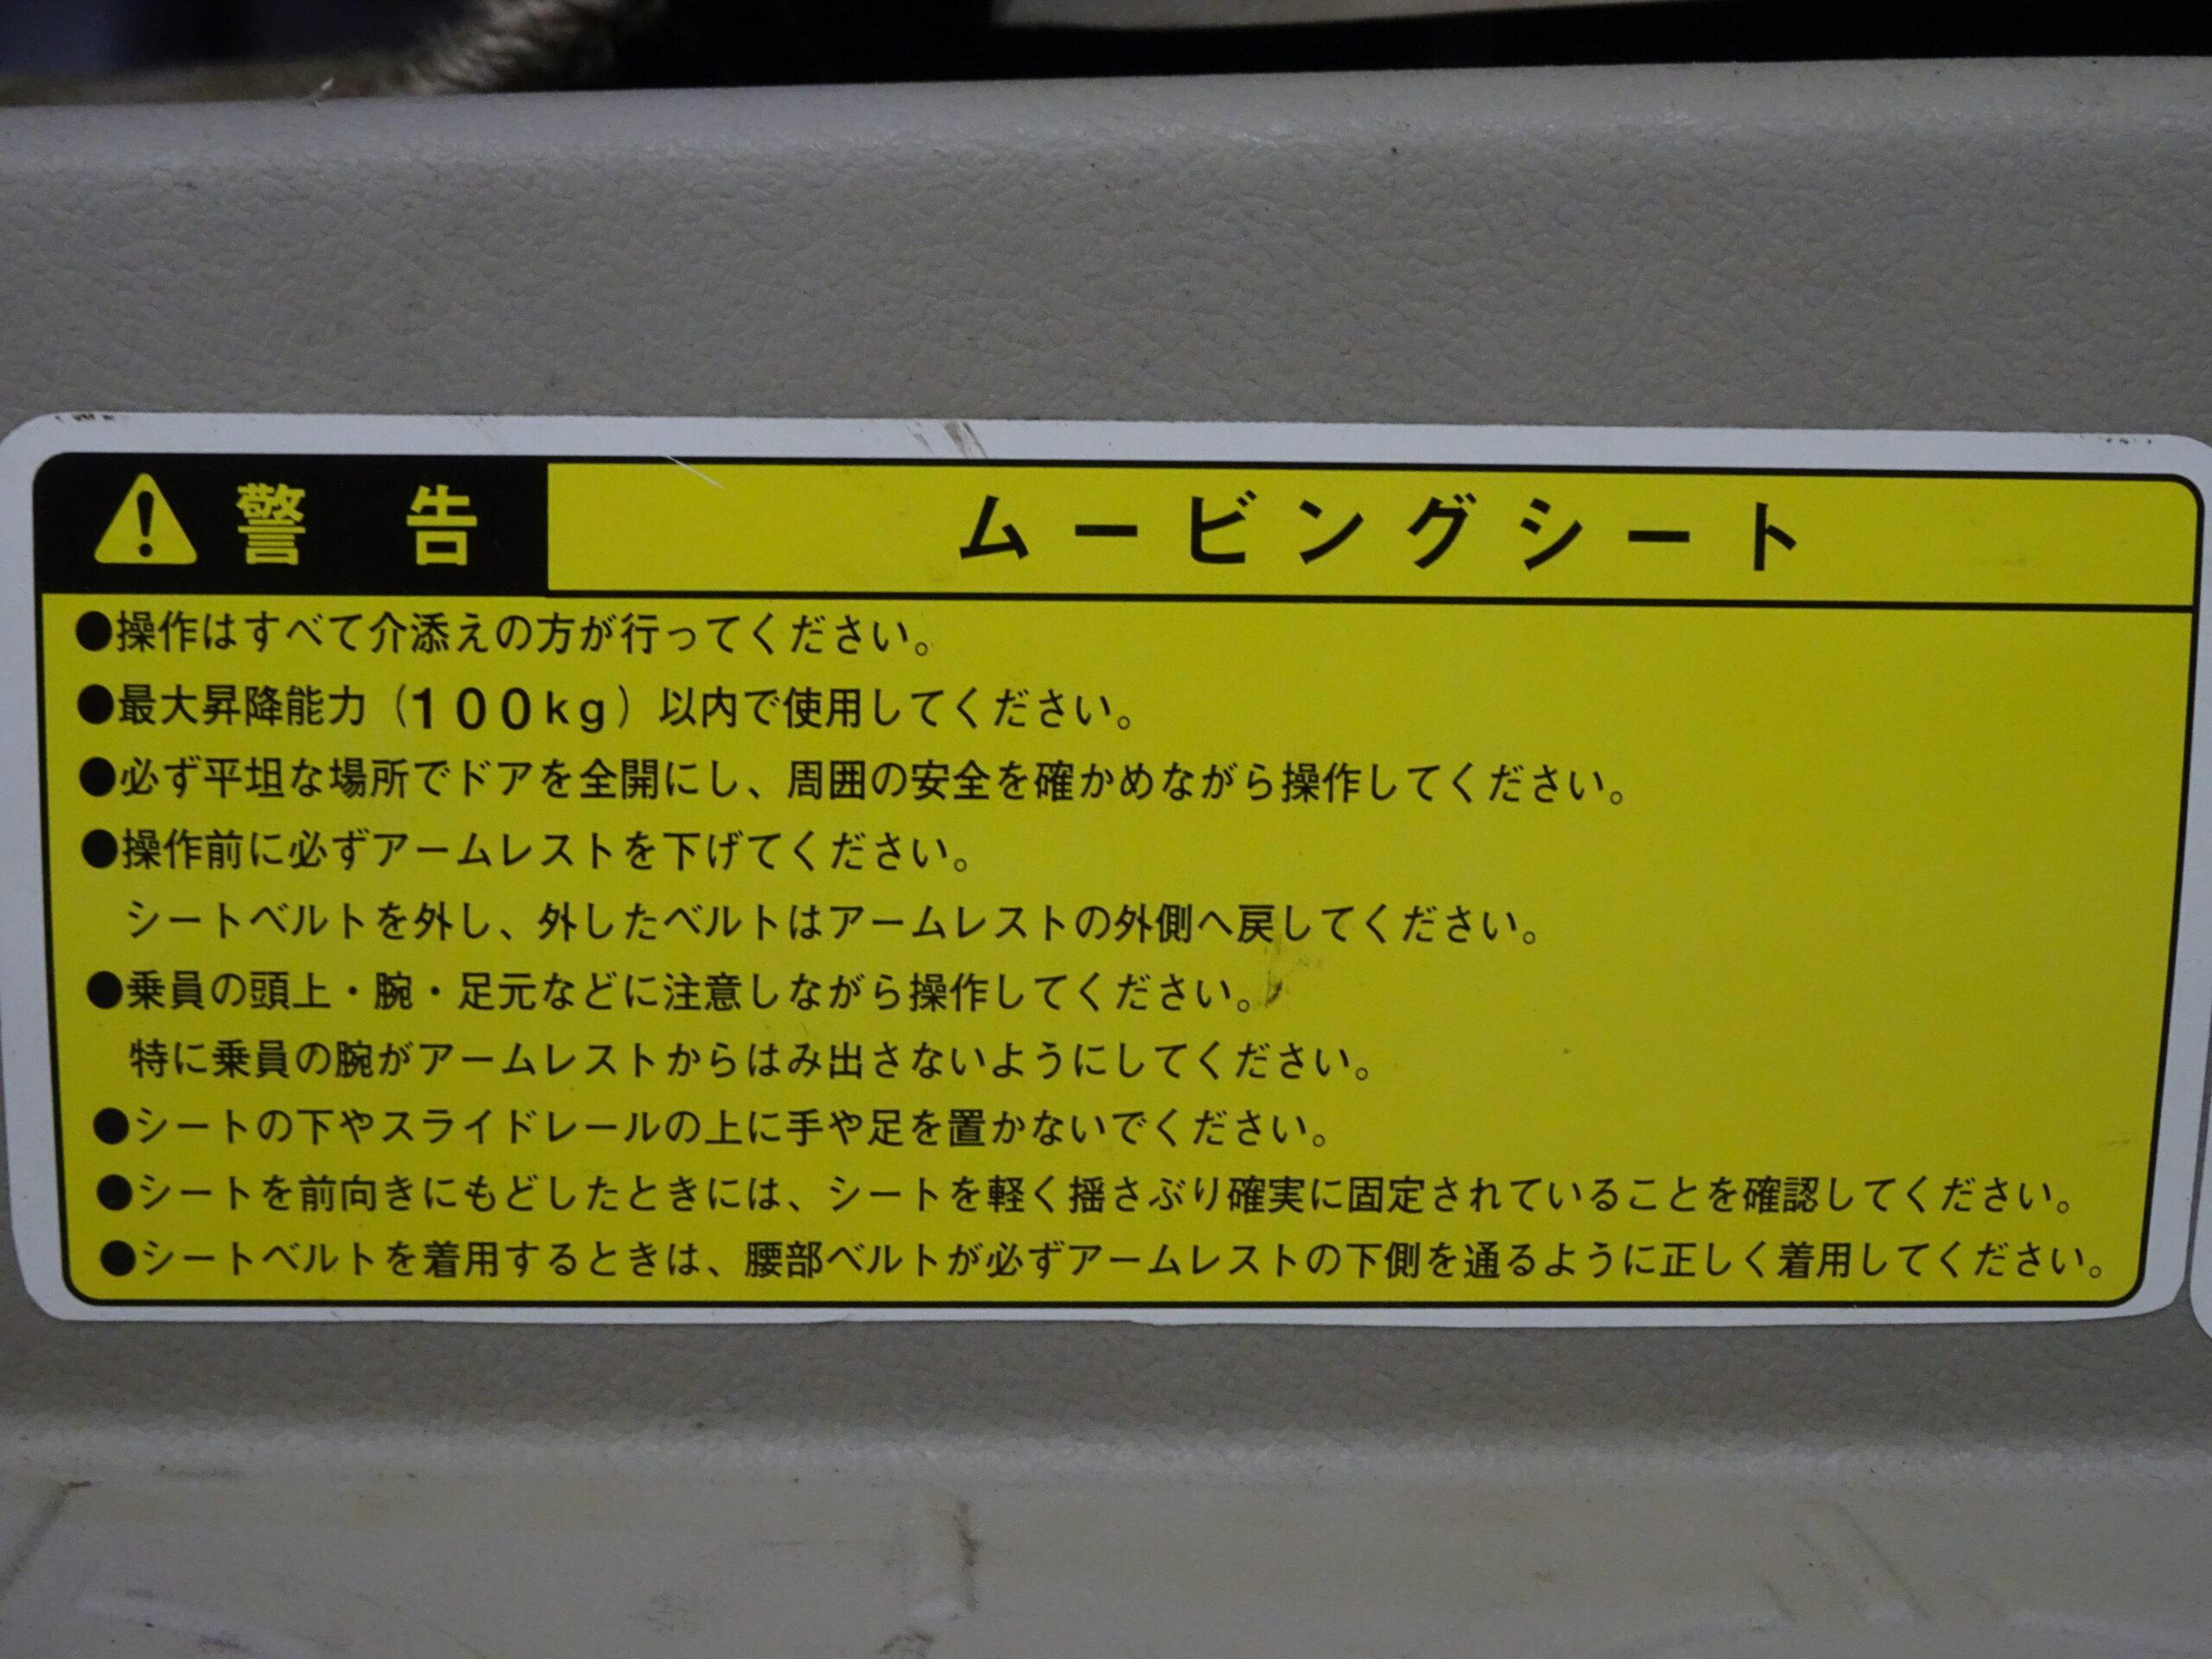 警告
ムービングシート
●操作はすべて介添えの方が行ってください。
●最大昇降能力(100kg)以内で使用してください。
●必ず平坦な場所でドアを全開にし、周囲の安全を確かめながら操作してください。
●操作前に必ずアームレストを下げてください。
シートベルトを外し、外したベルトはアームレストの外側へ戻してください。
●乗員の頭上・腕・足元などに注意しながら操作してください。
特に乗員の腕がアームレストからはみ出さないようにしてください。
●シートの下やスライドレールの上に手や足を置かないでください。
●シートを前向きにもどしたときには、シートを軽く揺さぶり確実に固定されていることを確認してください。
●シートベルトを着用するときは、腰部ベルトが必ずアームレストの下側を通るように正しく着用してください。